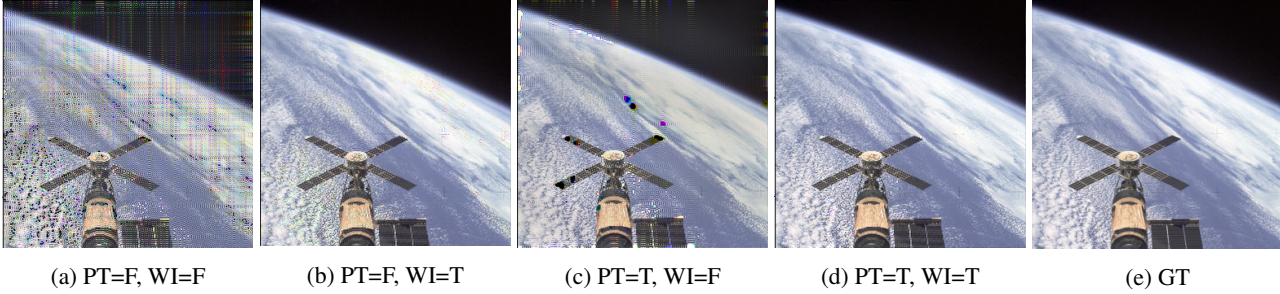 (a) PT=F, WI=F
(b) PT=F, WI=T
(c) PT=T, WI=F
(d) PT=T, WI=T
(e) GT